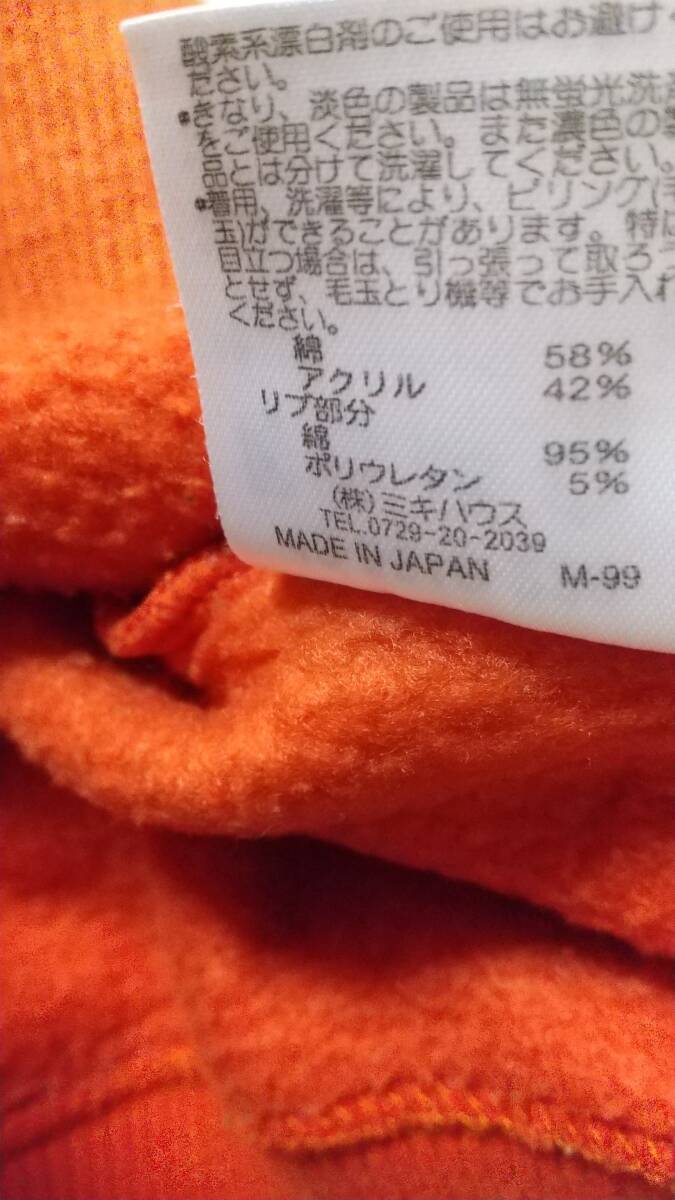 酸素系漂白剤のご使用はお避けく
ださい。
*きなり、淡色の製品は無蛍光洗
をご使用ください。また濃色の製
品とは分けて洗濯してください。
*着用、洗濯等により、ピリング(毛
玉)ができることがあります。特に
目立つ場合は、引っ張って取ろう
とせず、毛玉とり機等でお手入れ
ください。
綿 58%
アクリル 42%
リブ部分
綿 95%
ポリウレタン 5%
(株)ミキハウス
TEL.0729-20-2039
MADE IN JAPAN M-99